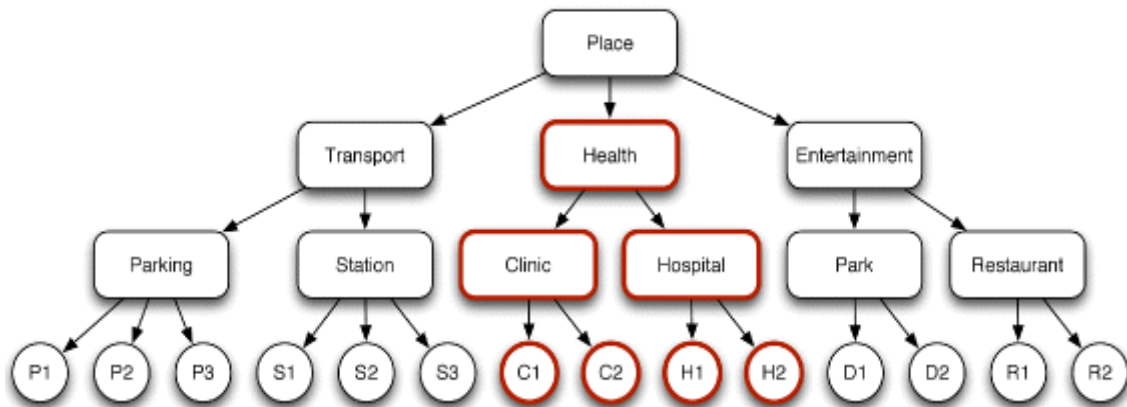 Place
Transport Health Entertainment
Parking Station Clinic Hospital Park Restaurant
P1 P2 P3 S1 S2 S3 C1 C2 H1 H2 D1 D2 R1 R2